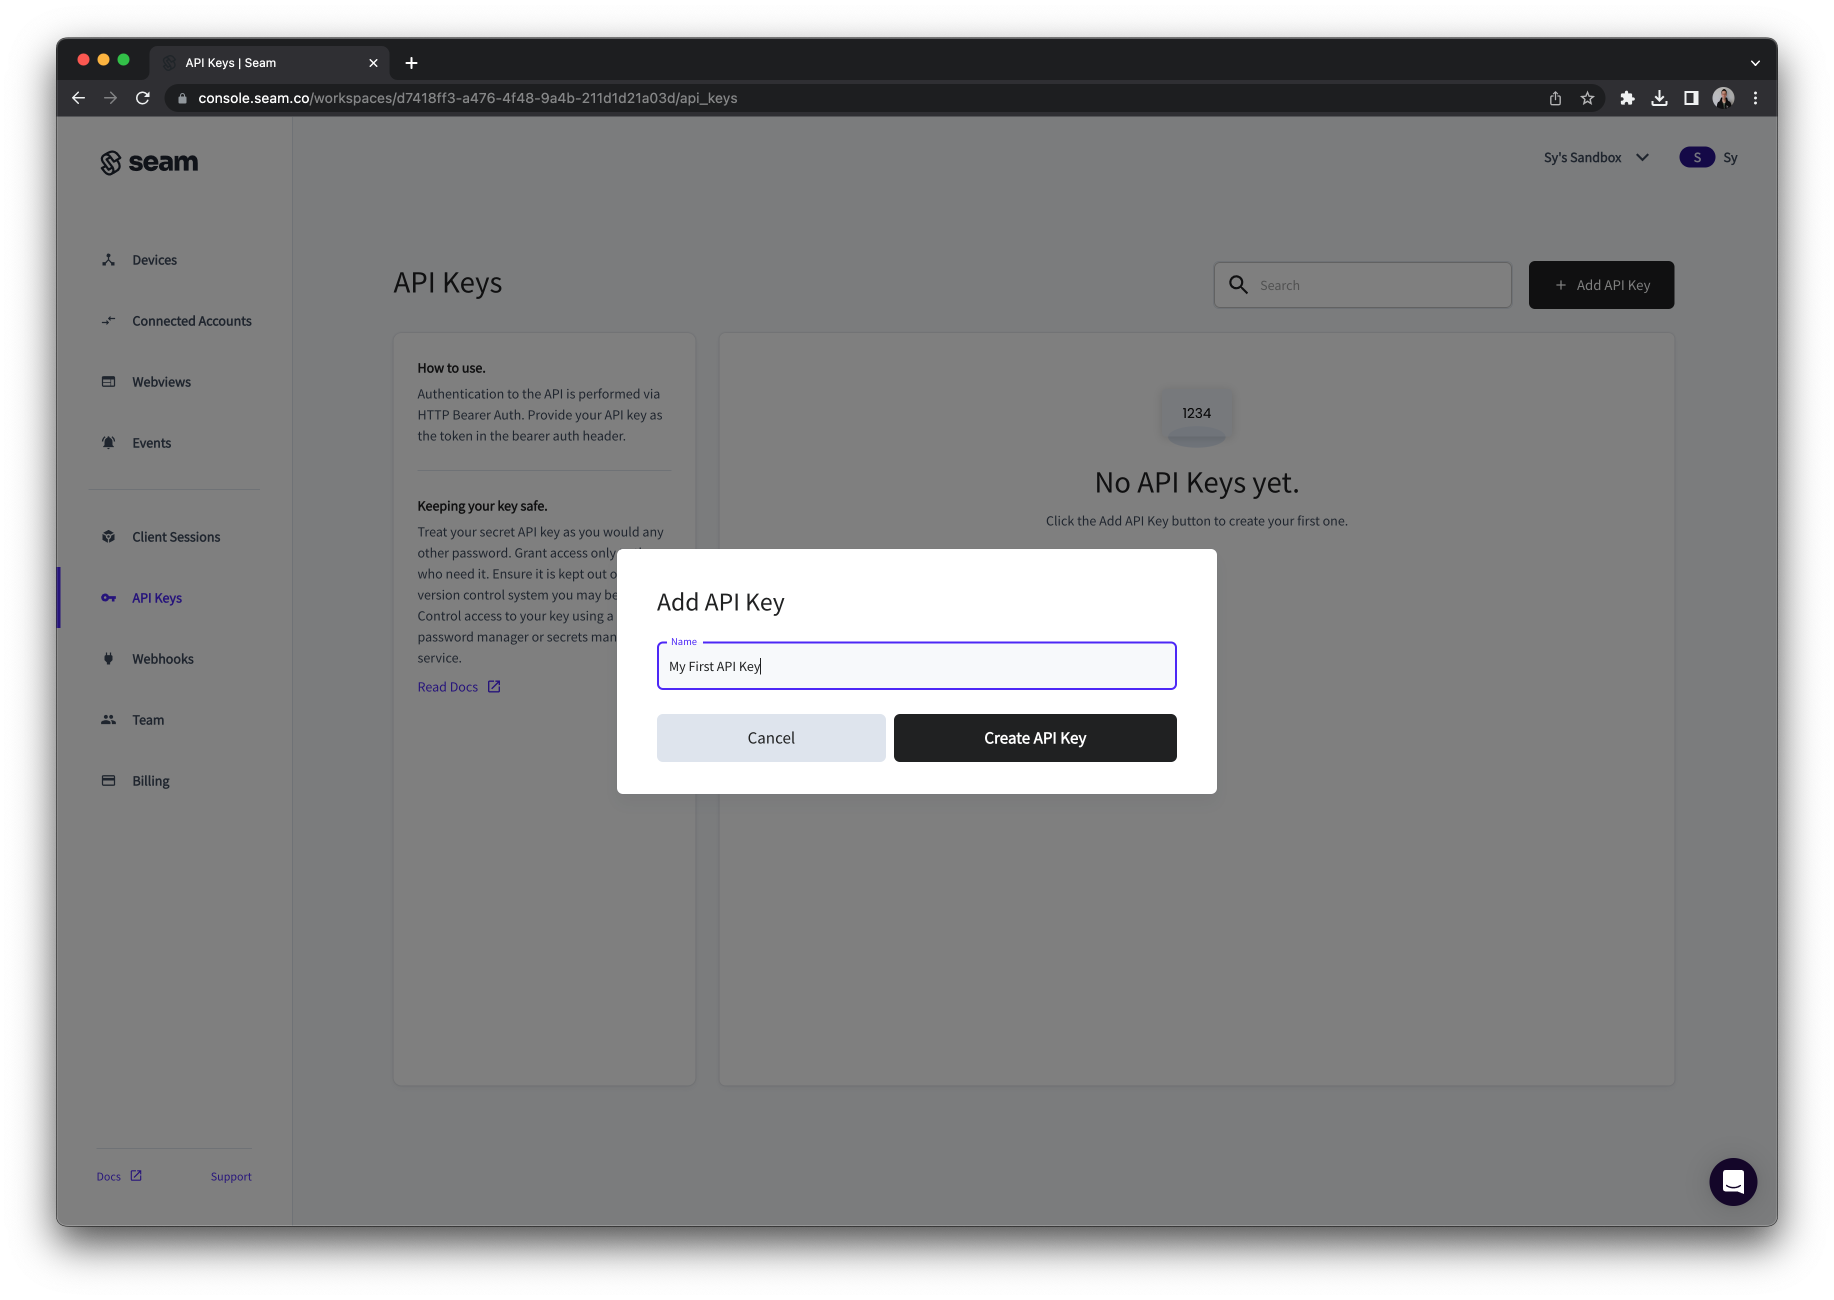 API Keys | Seam
console.seam.co/workspaces/d7418ff3-a476-4f48-9a4b-211d1d21a03d/api_keys
seam
Sy's Sandbox
S
Sy
Devices
Connected Accounts
Webviews
Events
Client Sessions
API Keys
Webhooks
Team
Billing
Docs
Support
API Keys
Search
+ Add API Key
How to use.
Authentication to the API is performed via
HTTP Bearer Auth. Provide your API key as
the token in the bearer auth header.
Keeping your key safe.
Treat your secret API key as you would any
other password. Grant access only
who need it. Ensure it is kept out
version control system you may be
Control access to your key using a
password manager or secrets man
service.
Read Docs
1234
No API Keys yet.
Click the Add API Key button to create your first one.
Add API Key
Name
My First API Key
Cancel
Create API Key